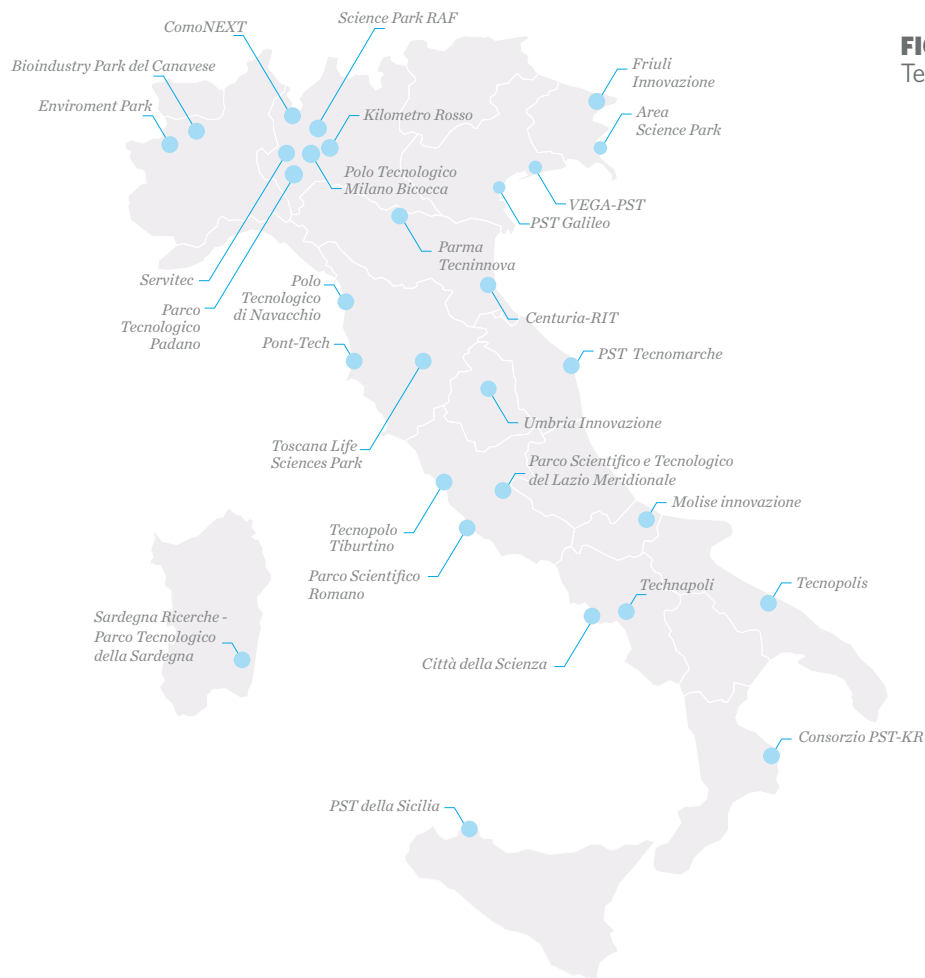 Science Park RAF
ComoNEXT
FIG
Te
Bioindustry Park del Canavese
Friuli
Innovazione
Enviroment Park
Kilometro Rosso
Area
Science Park
Polo Tecnologico
Milano Bicocca
VEGA-PST
PST Galileo
Parma
Tecninnova
Servitec
Polo
Tecnologico
di Navacchio
Parco
Tecnologico
Padano
Centuria-RIT
Pont-Tech
PST Tecnomarche
Umbria Innovazione
Toscana Life
Sciences Park
Parco Scientifico e Tecnologico
del Lazio Meridionale
Molise innovazione
Tecnopolo
Tiburtino
Parco Scientifico
Romano
Technapoli
Tecnopolis
Sardegna Ricerche -
Parco Tecnologico
della Sardegna
Città della Scienza
Consorzio PST-KR
PST della Sicilia